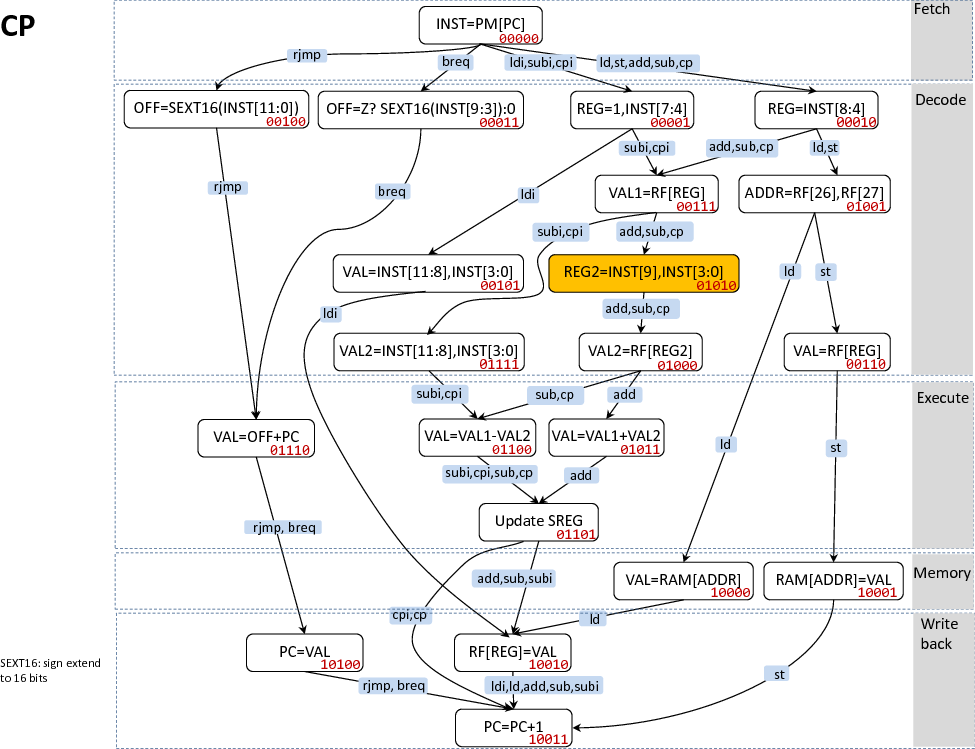 CP
Fetch
INST=PM[PC]
00000
rjmp
breq
ldi,subi,cpi
ld,st,add,sub,cp
Decode
OFF=SEXT16(INST[11:0])
00100
OFF=Z? SEXT16(INST[9:3]):0
00011
REG=1,INST[7:4]
00001
REG=INST[8:4]
00010
subi,cpi
add,sub,cp
ld,st
rjmp
breq
ldi
VAL1=RF[REG]
00111
ADDR=RF[26],RF[27]
01001
subi,cpi
add,sub,cp
VAL=INST[11:8],INST[3:0]
00101
REG2=INST[9],INST[3:0]
01010
ld
st
ldi
add,sub,cp
VAL2=INST[11:8],INST[3:0]
01111
VAL2=RF[REG2]
01000
VAL=RF[REG]
00110
Execute
subi,cpi
sub,cp
add
VAL=OFF+PC
01110
VAL=VAL1-VAL2
01100
VAL=VAL1+VAL2
01011
ld
st
subi,cpi,sub,cp
add
Update SREG
01101
rjmp, breq
Memory
add,sub,subi
VAL=RAM[ADDR]
10000
RAM[ADDR]=VAL
10001
cpi,cp
ld
Write
back
PC=VAL
10100
RF[REG]=VAL
10010
SEXT16: sign extend
to 16 bits
rjmp, breq
ldi,ld,add,sub,subi
st
PC=PC+1
10011